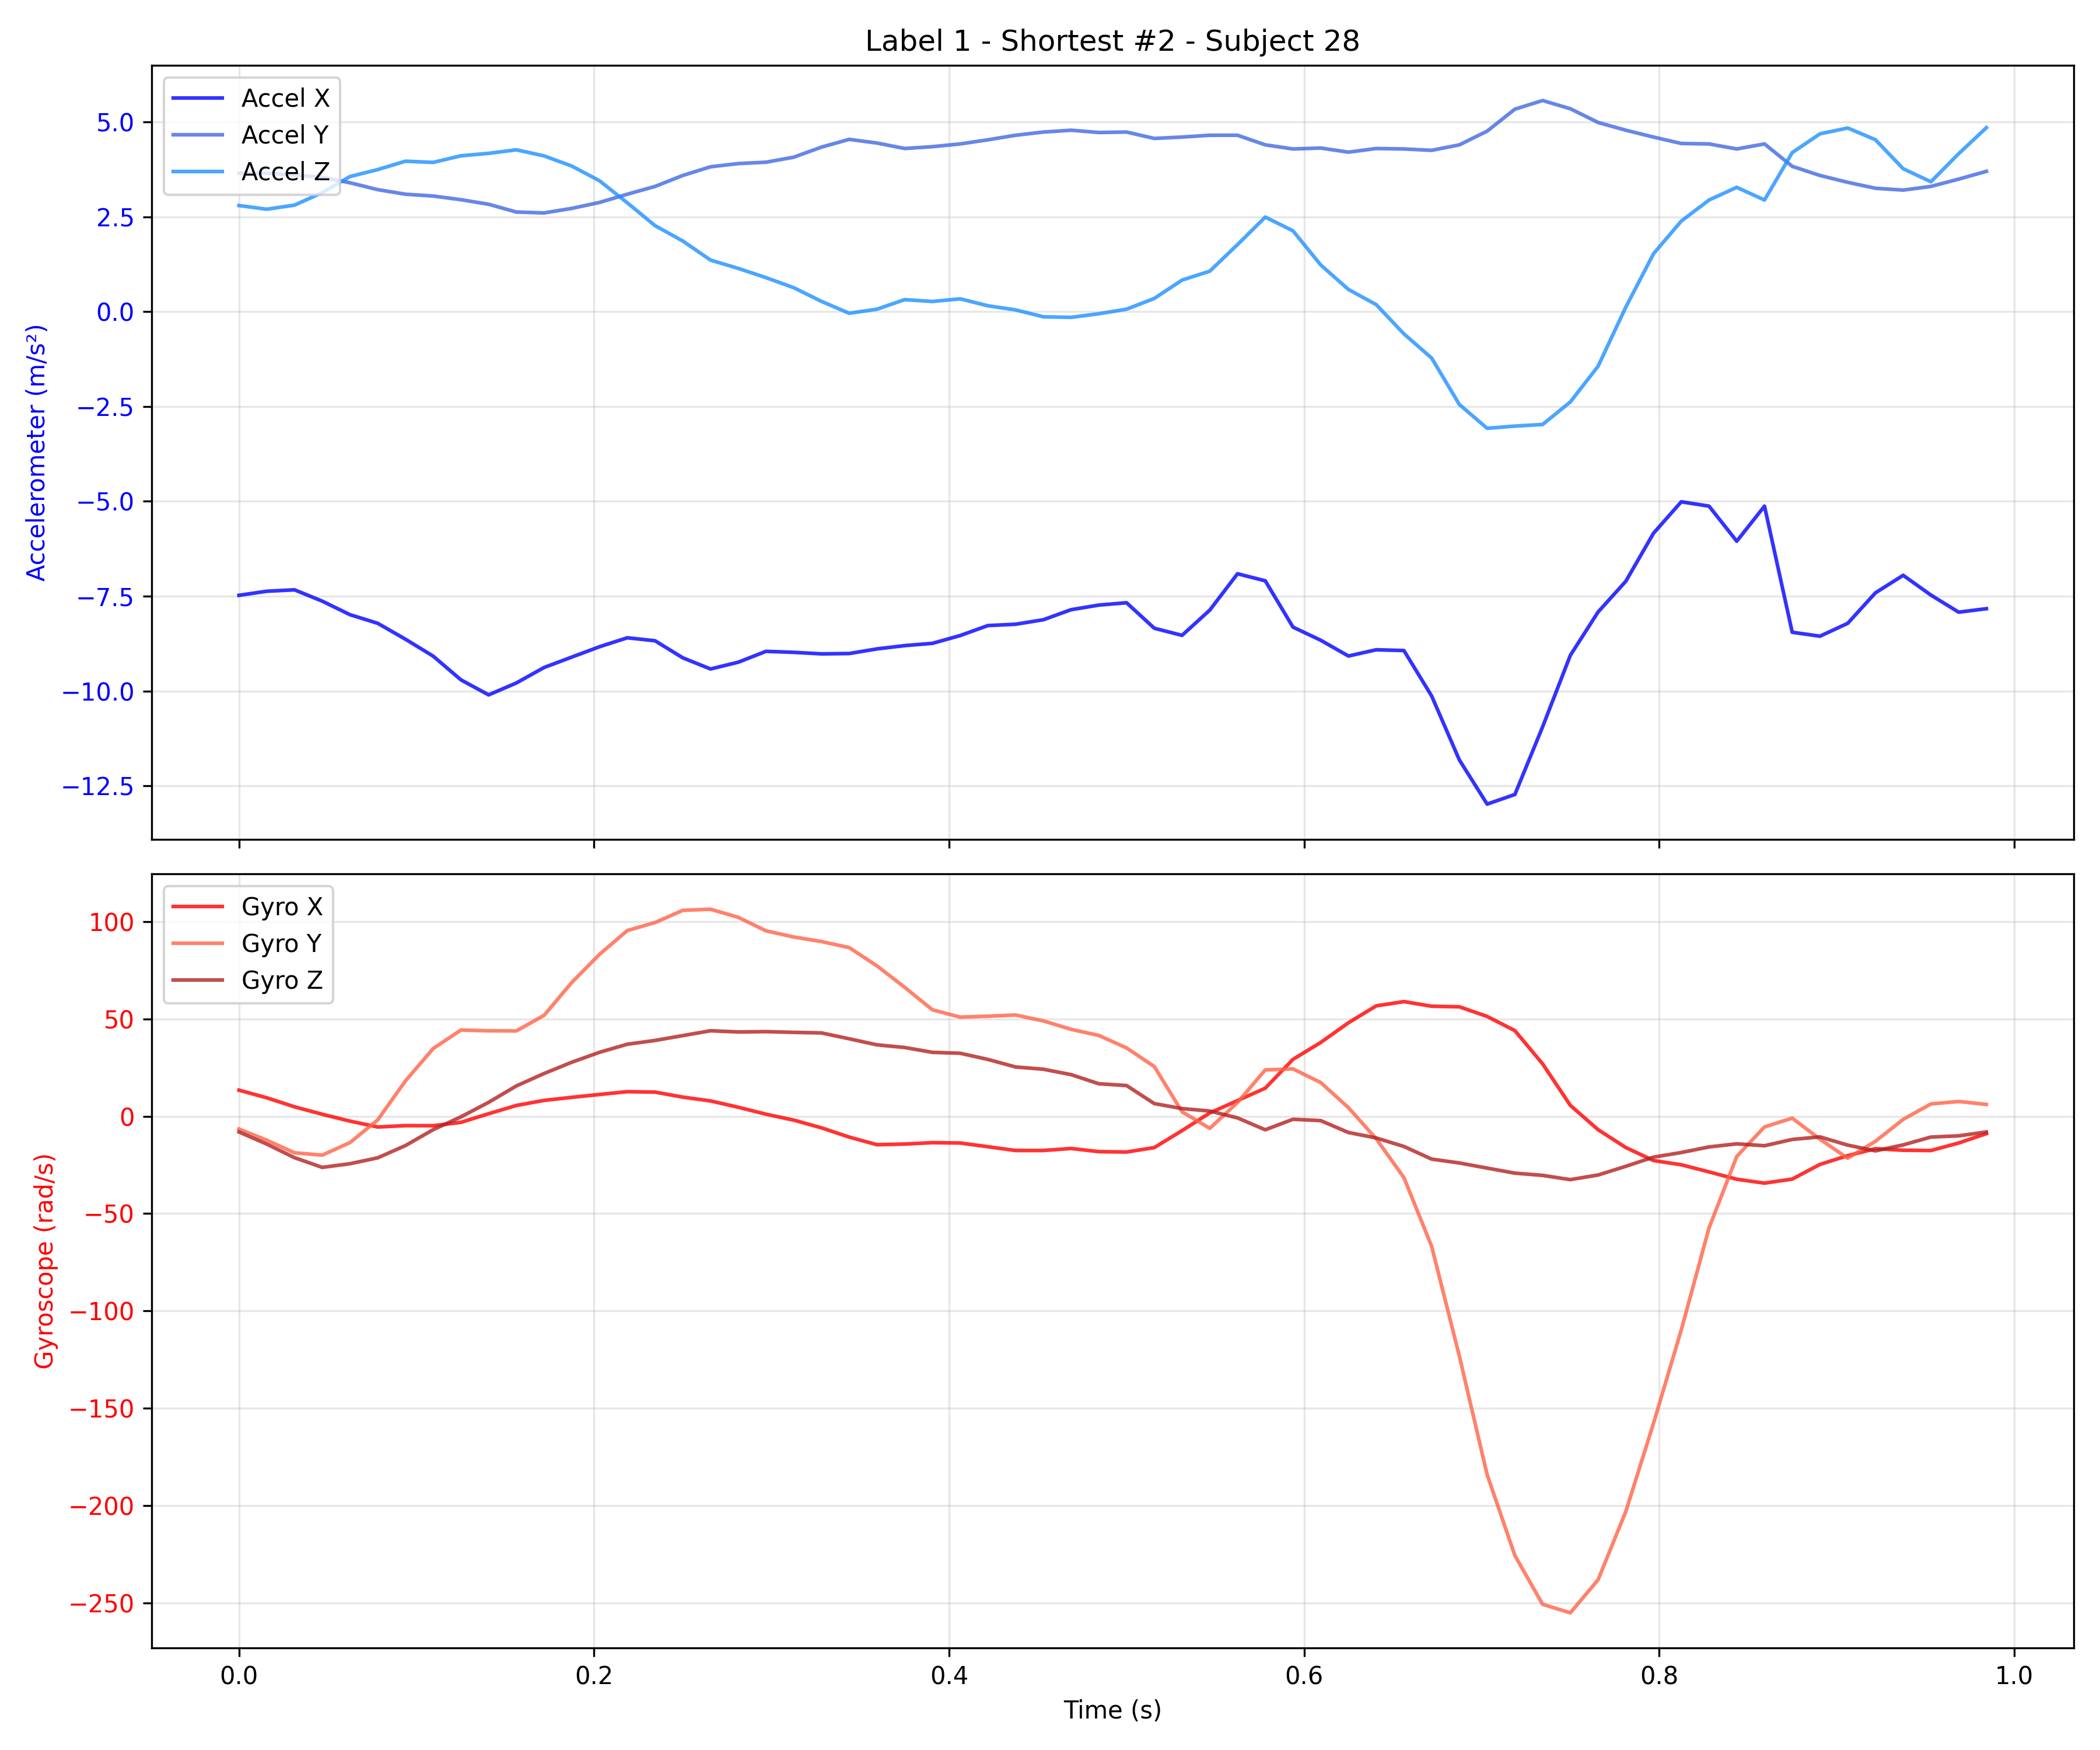 Label 1 - Shortest #2 - Subject 28
Accel X
Accel Y
Accel Z
5.0
2.5
0.0
−2.5
−5.0
−7.5
−10.0
−12.5
Accelerometer (m/s²)
Gyro X
Gyro Y
Gyro Z
100
50
0
−50
−100
−150
−200
−250
Gyroscope (rad/s)
0.0 0.2 0.4 0.6 0.8 1.0
Time (s)